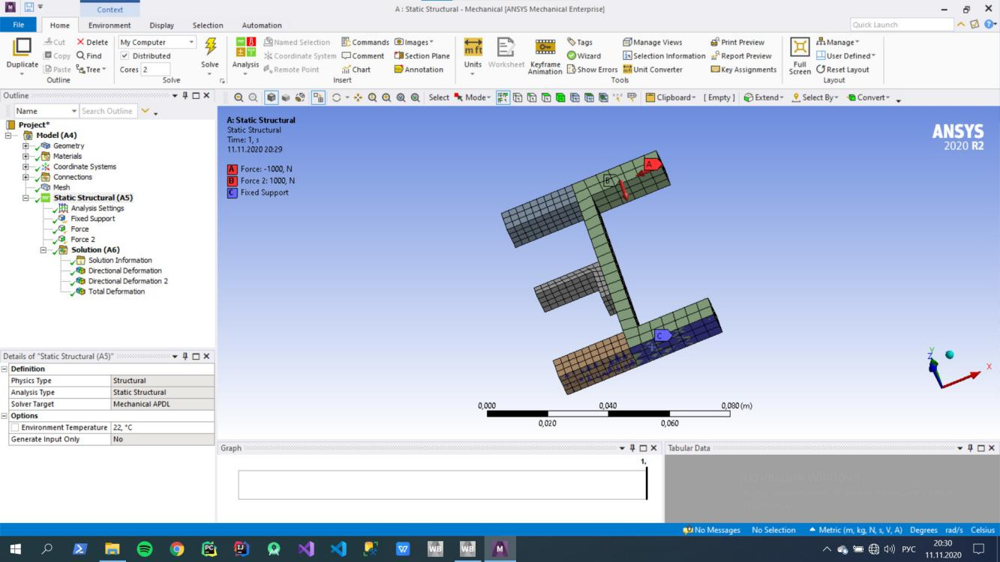 Context
A : Static Structural - Mechanical [ANSYS Mechanical Enterprise]
File Home Environment Display Selection Automation Quick Launch
Duplicate Cut Copy Paste Delete Find Tree
My Computer Distributed Cores 2 Solve Analysis
Named Selection Coordinate System Remote Point
Commands Comment Chart
Images Section Plane Annotation
Units Worksheet Keyframe Animation
Tags Wizard Show Errors
Manage Views Selection Information Unit Converter
Print Preview Report Preview Key Assignments
Full Screen Manage User Defined Reset Layout
Outline Solve Insert Tools Layout
Outline
Name Search Outline
Select Mode Clipboard [ Empty ] Extend Select By Convert
Project*
Model (A4)
Geometry
Materials
Coordinate Systems
Connections
Mesh
Static Structural (A5)
Analysis Settings
Fixed Support
Force
Force 2
Solution (A6)
Solution Information
Directional Deformation
Directional Deformation 2
Total Deformation
A: Static Structural
Static Structural
Time: 1, s
11.11.2020 20:29
A Force: -1000, N
B Force 2: 1000, N
C Fixed Support
ANSYS
2020 R2
A
B
C
Y
Z
X
0,000 0,040 0,080 (m)
0,020 0,060
Details of "Static Structural (A5)"
Definition
Physics Type Structural
Analysis Type Static Structural
Solver Target Mechanical APDL
Options
Environment Temperature 22, °C
Generate Input Only No
Graph
1,
Tabular Data
Активация Windows
No Messages No Selection Metric (m, kg, N, s, V, A) Degrees rad/s Celsius
PC IJ W WB WB M
РУС
20:30
11.11.2020